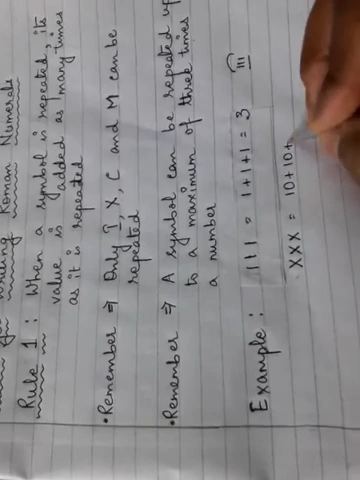 writing Roman Numerals
Rule 1 : When a symbol is repeated, its
value is added as many times
as it is repeated
• Remember ⇒ Only I, X, C and M can be
repeated
• Remember ⇒ A symbol can be repeated up
to a maximum of three times
a number
Example : III = 1+1+1 = 3 III
XXX = 10+10+